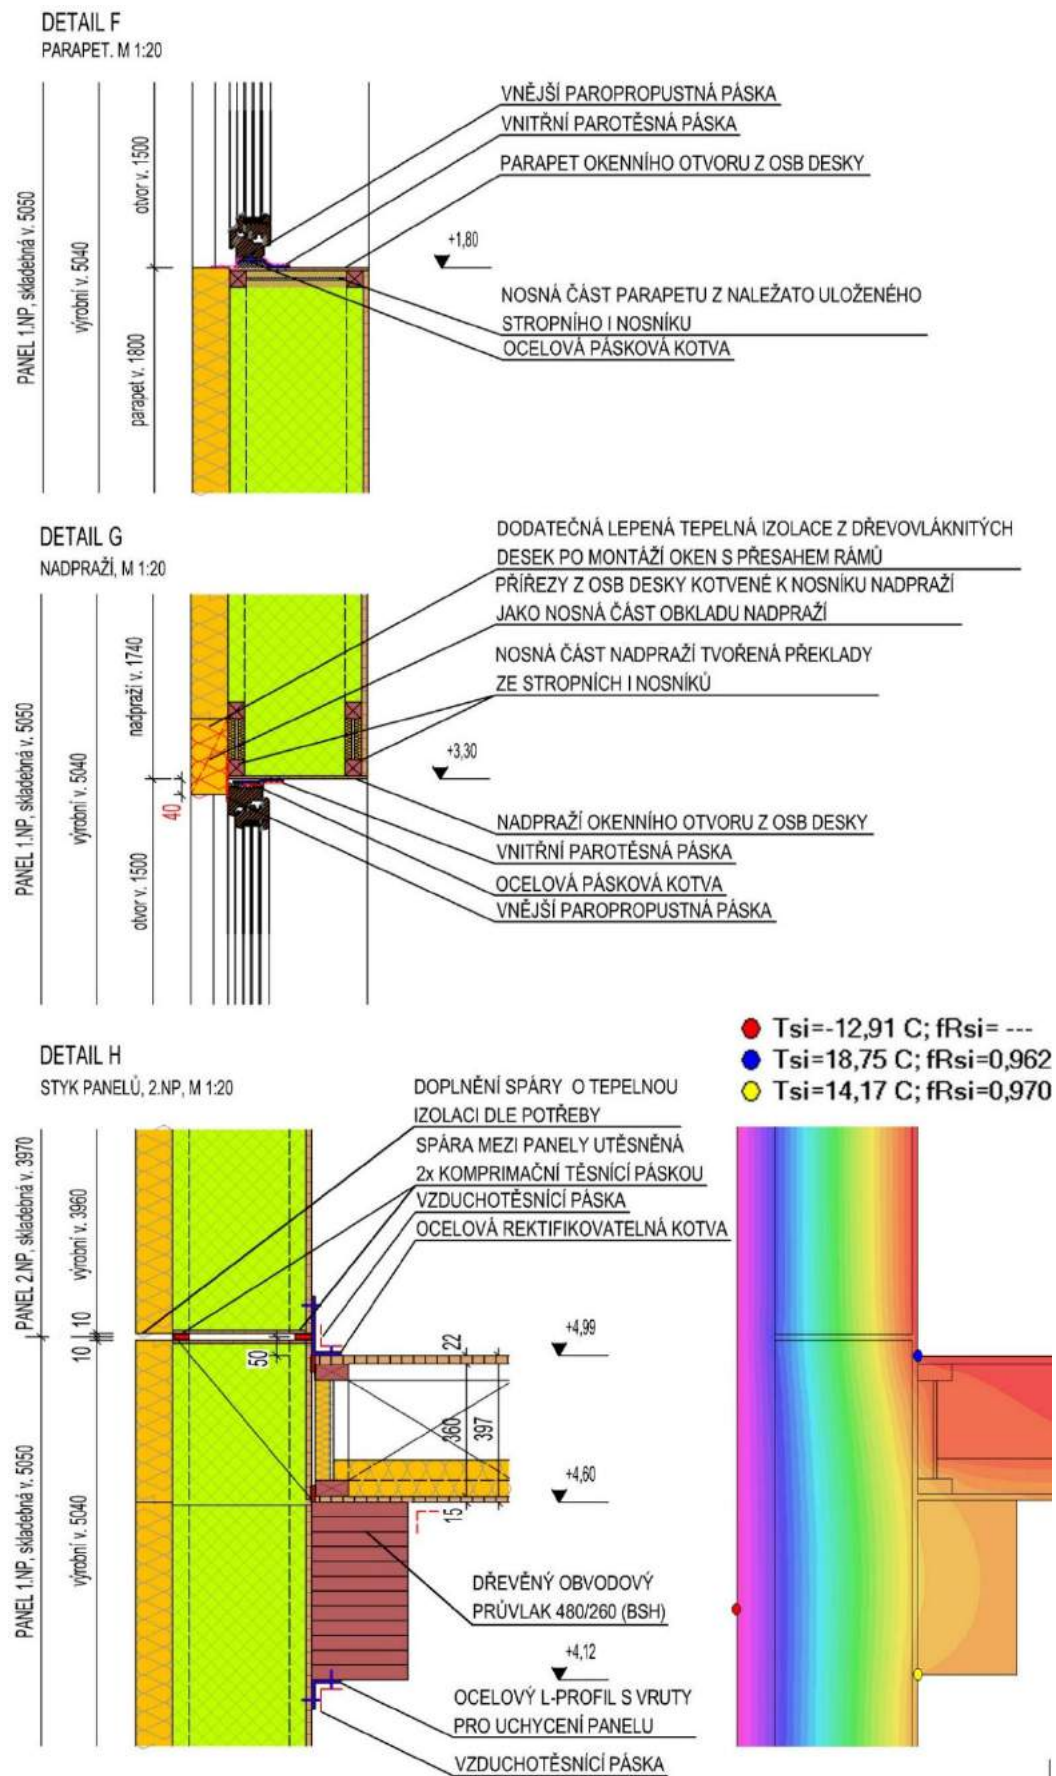 DETAIL F
PARAPET. M 1:20
VNĚJŠÍ PAROPROPUSTNÁ PÁSKA
VNITŘNÍ PAROTĚSNÁ PÁSKA
PARAPET OKENNÍHO OTVORU Z OSB DESKY
+1,80
NOSNÁ ČÁST PARAPETU Z NALEŽATO ULOŽENÉHO
STROPNÍHO I NOSNÍKU
OCELOVÁ PÁSKOVÁ KOTVA
PANEL 1.NP, skladebná v. 5050
výrobní v. 5040
otvor v. 1500
parapet v. 1800
DETAIL G
NADPRAŽÍ, M 1:20
DODATEČNÁ LEPENÁ TEPELNÁ IZOLACE Z DŘEVOVLÁKNITÝCH
DESEK PO MONTÁŽÍ OKEN S PŘESAHEM RÁMŮ
PŘÍŘEZY Z OSB DESKY KOTVENÉ K NOSNÍKU NADPRAŽÍ
JAKO NOSNÁ ČÁST OBKLADU NADPRAŽÍ
NOSNÁ ČÁST NADPRAŽÍ TVOŘENÁ PŘEKLADY
ZE STROPNÍCH I NOSNÍKŮ
+3,30
NADPRAŽÍ OKENNÍHO OTVORU Z OSB DESKY
VNITŘNÍ PAROTĚSNÁ PÁSKA
OCELOVÁ PÁSKOVÁ KOTVA
VNĚJŠÍ PAROPROPUSTNÁ PÁSKA
PANEL 1.NP, skladebná v. 5050
výrobní v. 5040
nadpraží v. 1740
40
otvor v. 1500
Tsi=-12,91 C; fRsi= ---
Tsi=18,75 C; fRsi=0,962
Tsi=14,17 C; fRsi=0,970
DETAIL H
STYK PANELŮ, 2.NP, M 1:20
DOPLNĚNÍ SPÁRY O TEPELNOU
IZOLACI DLE POTŘEBY
SPÁRA MEZI PANELY UTĚSNĚNÁ
2x KOMPRIMAČNÍ TĚSNÍCÍ PÁSKOU
VZDUCHOTĚSNÍCÍ PÁSKA
OCELOVÁ REKTIFIKOVATELNÁ KOTVA
PANEL 2.NP, skladebná v. 3970
výrobní v. 3960
10
10
50
22
+4,99
360
397
+4,60
15
PANEL 1.NP, skladebná v. 5050
výrobní v. 5040
DŘEVĚNÝ OBVODOVÝ
PRŮVLAK 480/260 (BSH)
+4,12
OCELOVÝ L-PROFIL S VRUTY
PRO UCHYCENÍ PANELU
VZDUCHOTĚSNÍCÍ PÁSKA